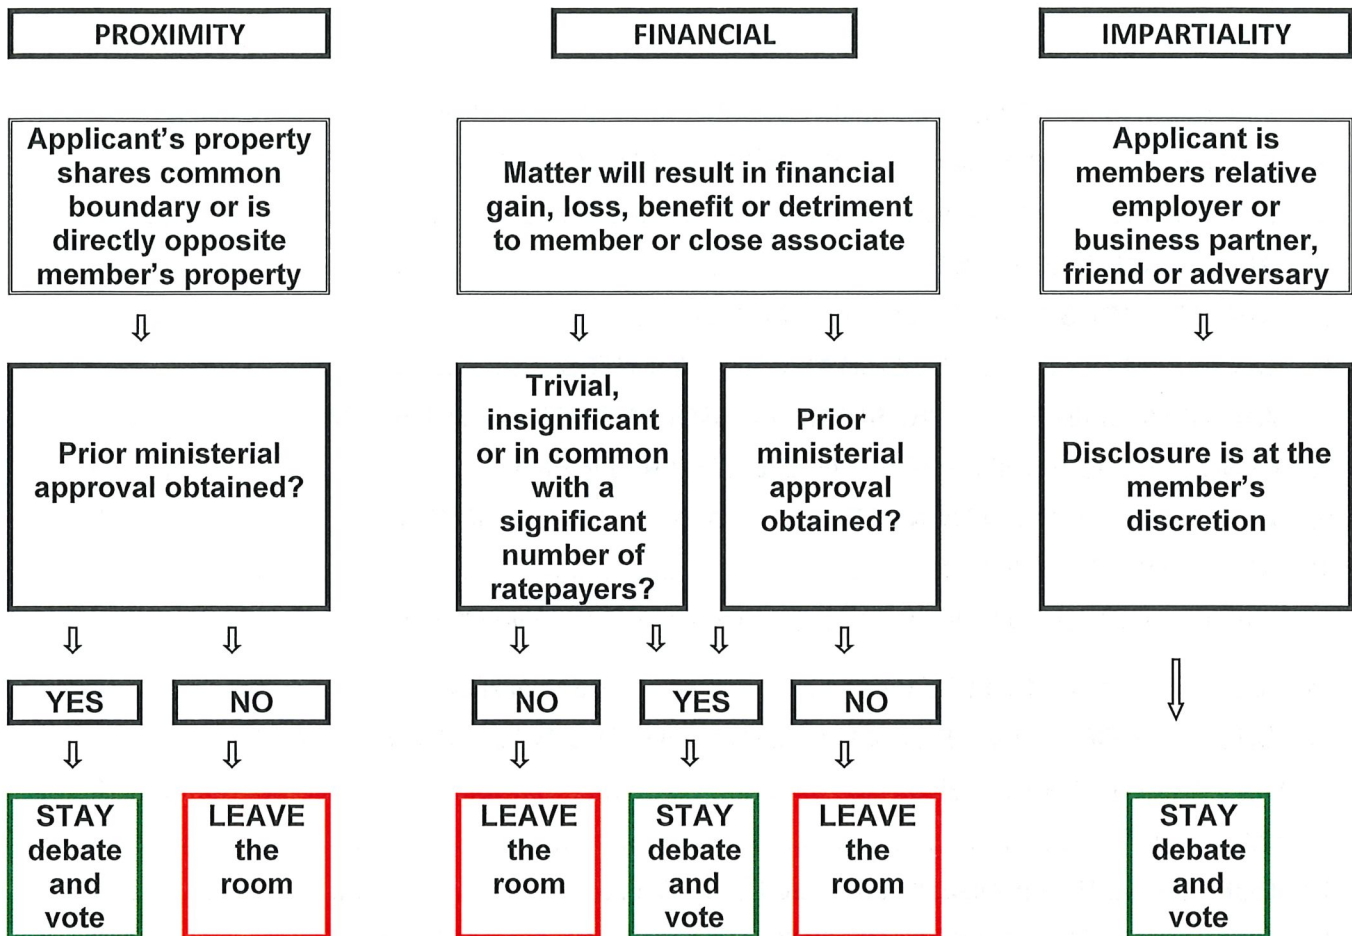 PROXIMITY
Applicant's property
shares common
boundary or is
directly opposite
member's property
Prior ministerial
approval obtained?
YES
NO
STAY
debate
and
vote
LEAVE
the
room
FINANCIAL
Matter will result in financial
gain, loss, benefit or detriment
to member or close associate
Trivial,
insignificant
or in common
with a
significant
number of
ratepayers?
Prior
ministerial
approval
obtained?
NO
YES
NO
LEAVE
the
room
STAY
debate
and
vote
LEAVE
the
room
IMPARTIALITY
Applicant is
members relative
employer or
business partner,
friend or adversary
Disclosure is at the
member's
discretion
STAY
debate
and
vote